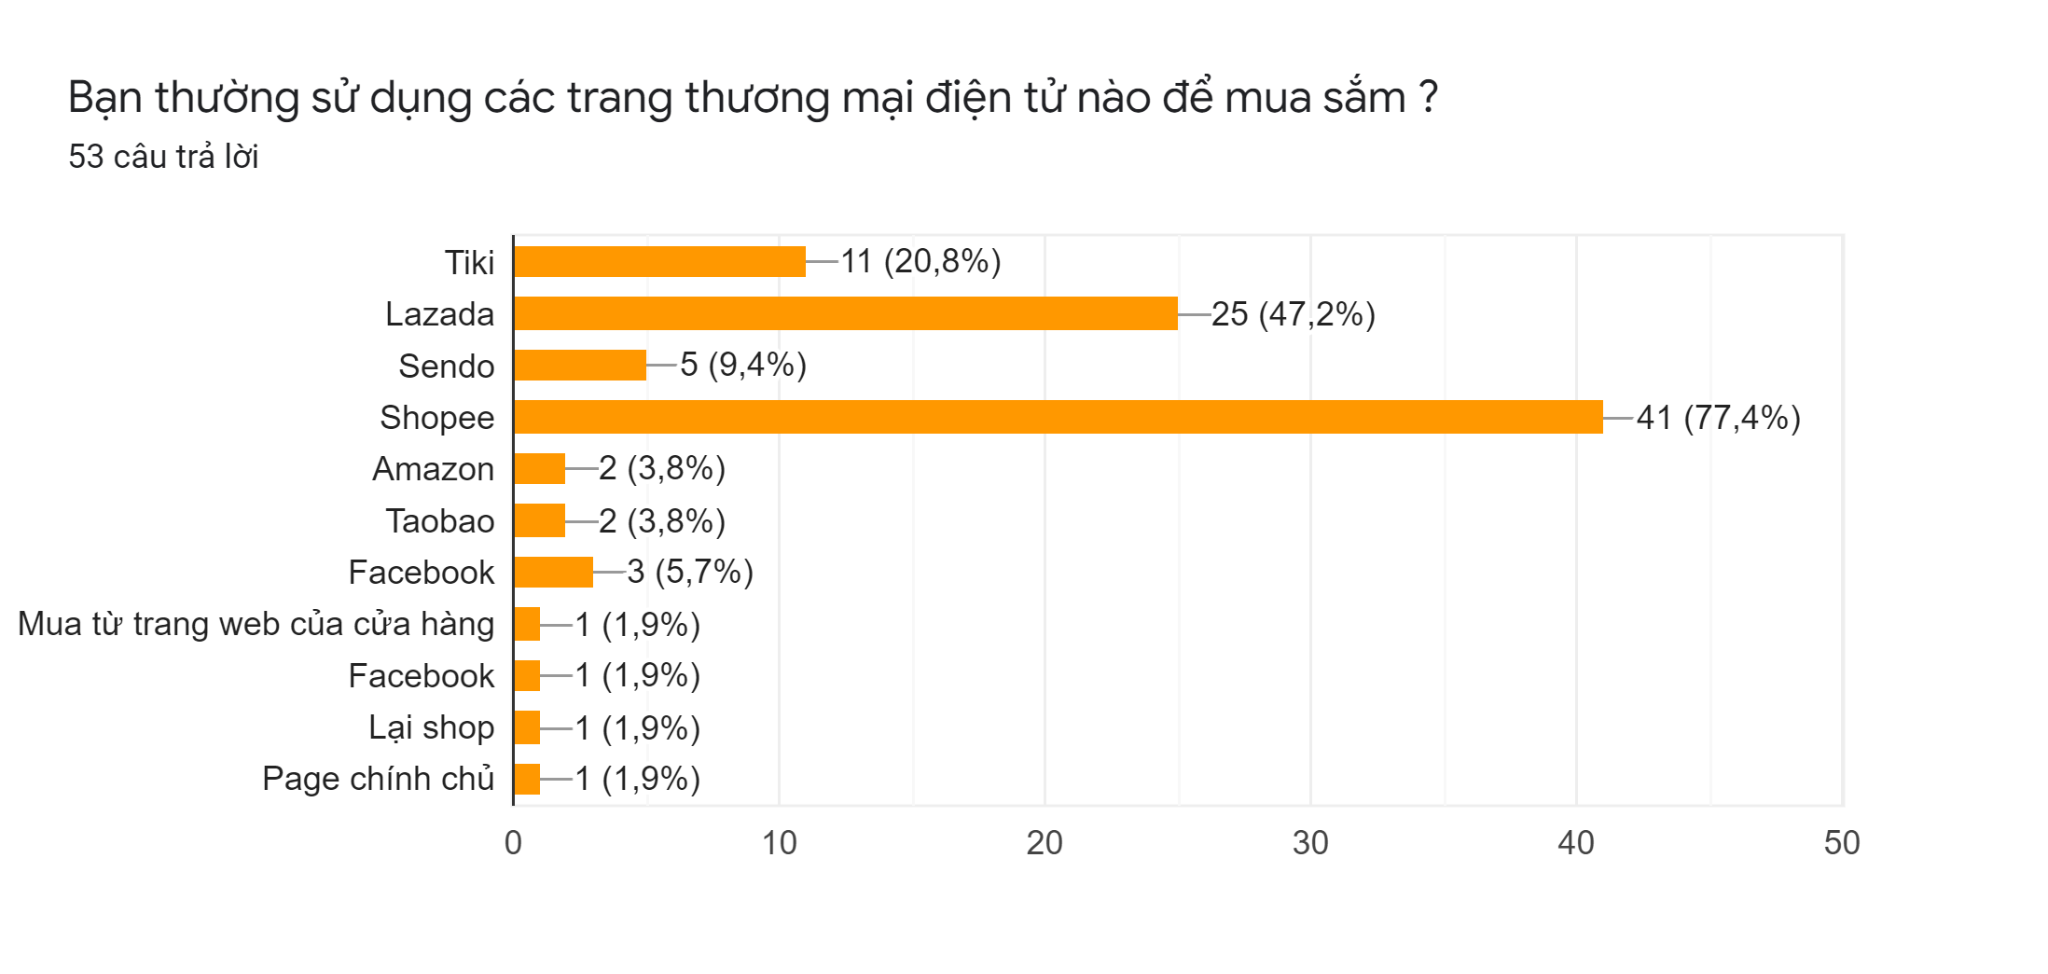 Bạn thường sử dụng các trang thương mại điện tử nào để mua sắm ?
53 câu trả lời
Tiki 11 (20,8%)
Lazada 25 (47,2%)
Sendo 5 (9,4%)
Shopee 41 (77,4%)
Amazon 2 (3,8%)
Taobao 2 (3,8%)
Facebook 3 (5,7%)
Mua từ trang web của cửa hàng 1 (1,9%)
Facebook 1 (1,9%)
Lại shop 1 (1,9%)
Page chính chủ 1 (1,9%)
0 10 20 30 40 50